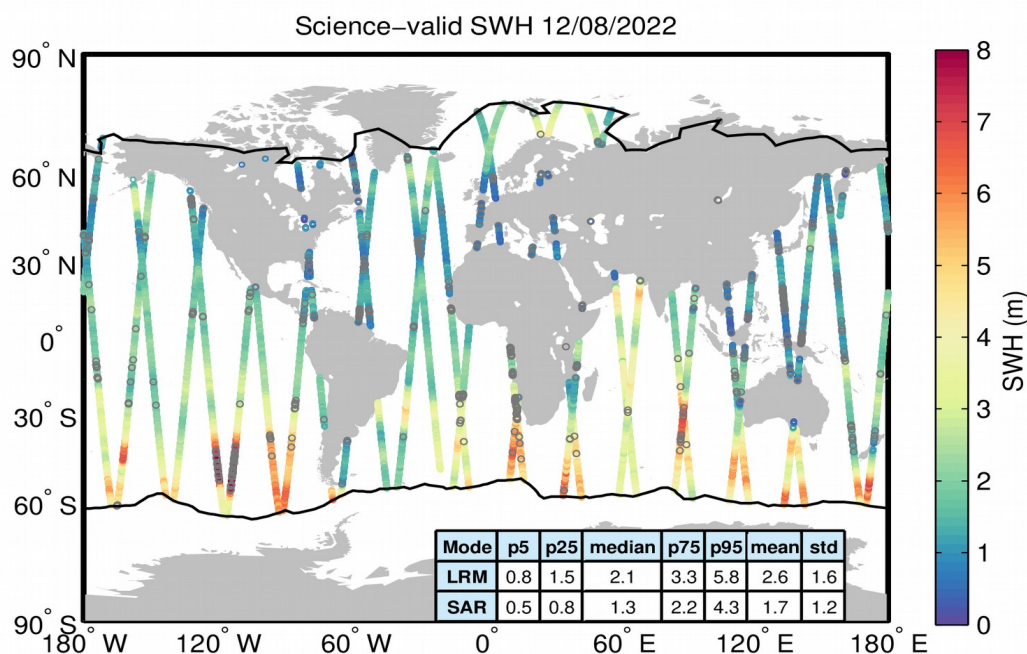 Science-valid SWH 12/08/2022
90° N
60° N
30° N
0°
30° S
60° S
90° S
180° W
120° W
60° W
0°
60° E
120° E
180° E
Mode p5 p25 median p75 p95 mean std
LRM 0.8 1.5 2.1 3.3 5.8 2.6 1.6
SAR 0.5 0.8 1.3 2.2 4.3 1.7 1.2
8
7
6
5
4
3
2
1
0
SWH (m)